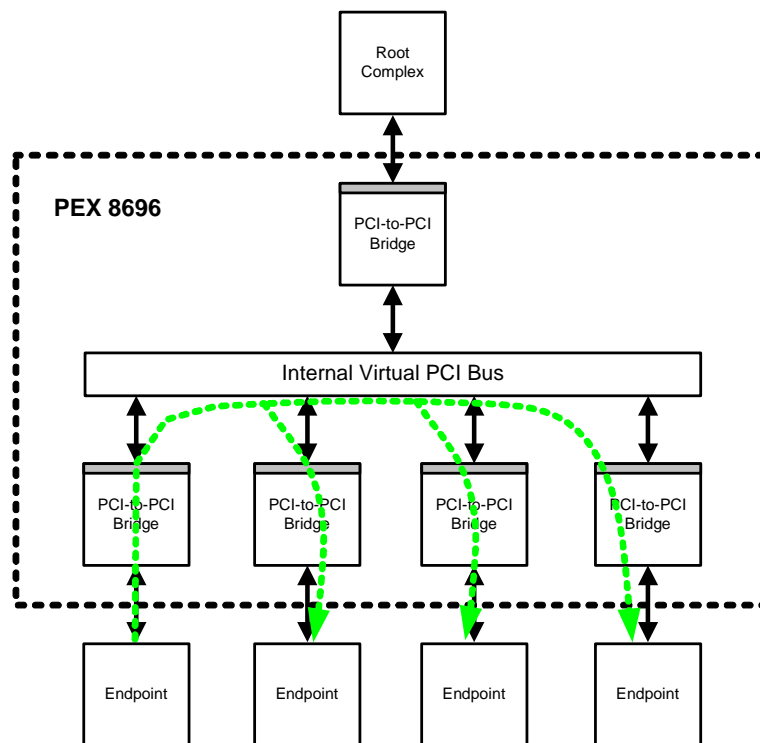 Root
Complex
PEX 8696
PCI-to-PCI
Bridge
Internal Virtual PCI Bus
PCI-to-PCI
Bridge
PCI-to-PCI
Bridge
PCI-to-PCI
Bridge
PCI-to-PCI
Bridge
Endpoint
Endpoint
Endpoint
Endpoint